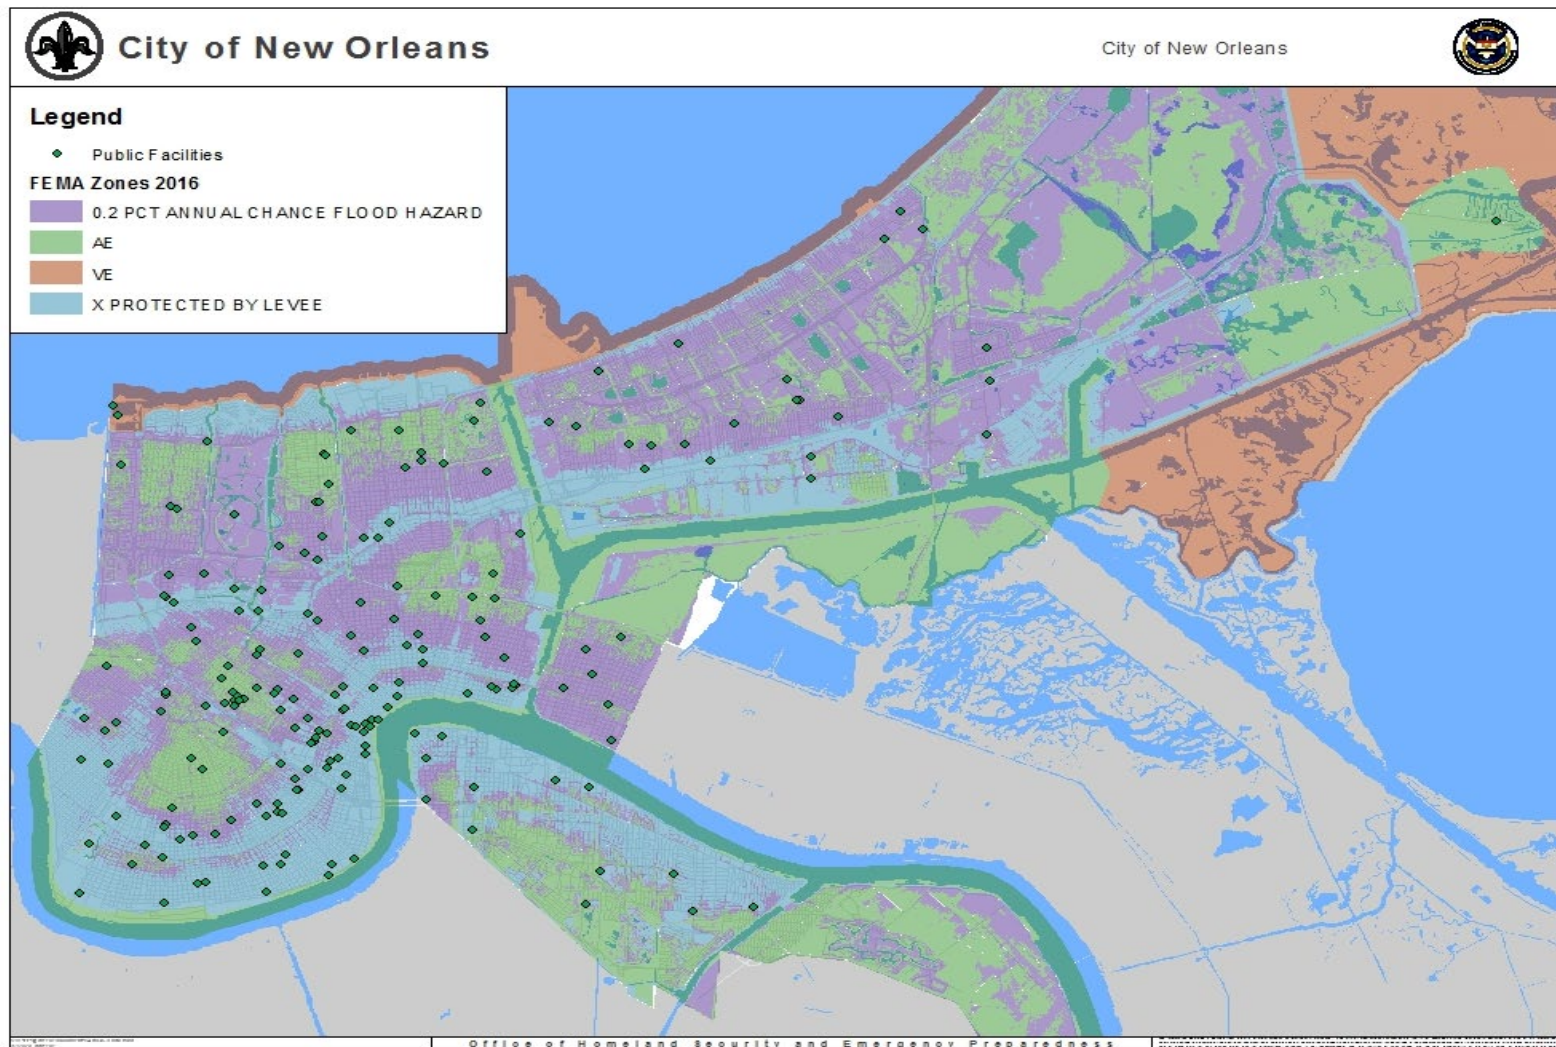 City of New Orleans
City of New Orleans
Legend
Public Facilities
FEMA Zones 2016
0.2 PCT ANNUAL CHANCE FLOOD HAZARD
AE
VE
X PROTECTED BY LEVEE
Office of Homeland Security and Emergency Preparedness